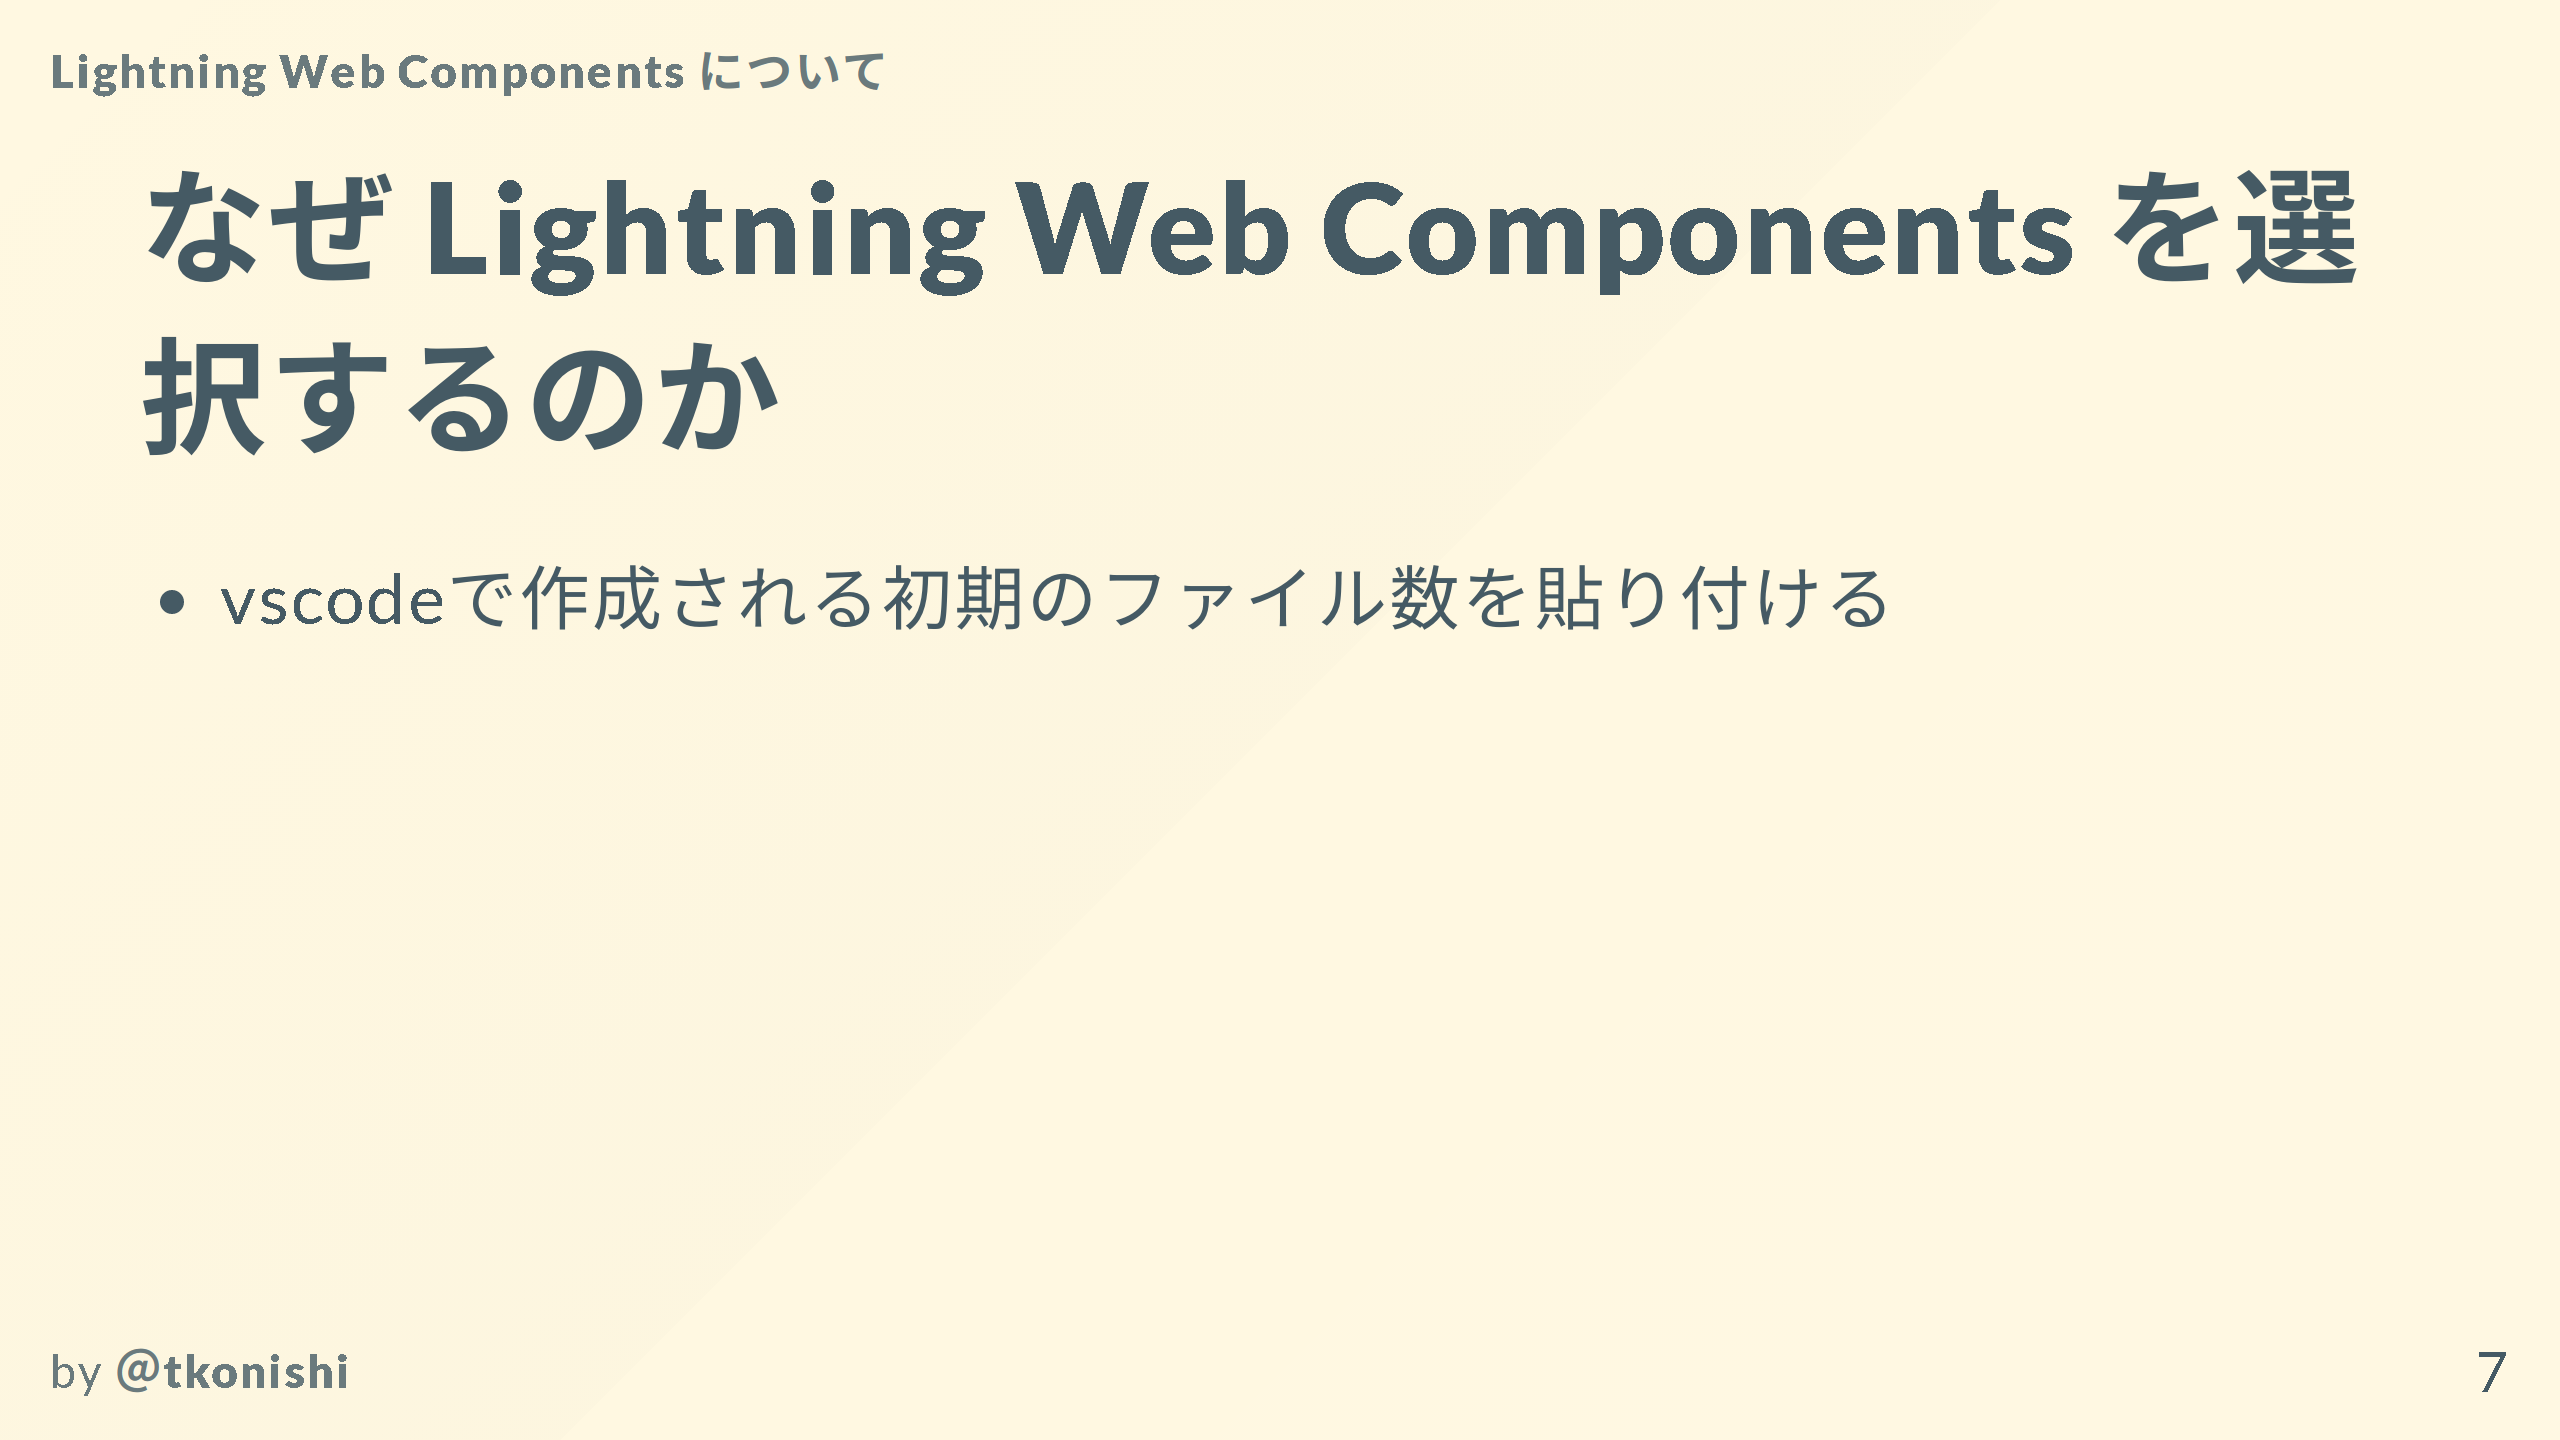 Lightning Web Components について
なぜ Lightning Web Components を選
択するのか
• vscodeで作成される初期のファイル数を貼り付ける
by @tkonishi
7